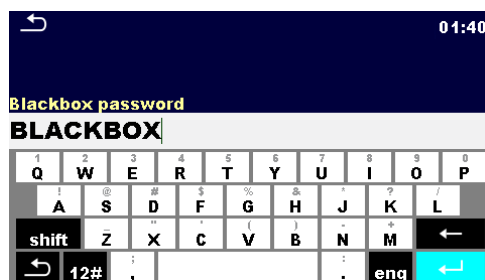 01:40
Blackbox password
BLACKBOX
1 2 3 4 5 6 7 8 9 0
Q W E R T Y U I O P
! @ # $ % & * ? /
A S D F G H J K L
_ " ' ( ) - +
shift Z X C V B N M ←
; :
12# , . eng